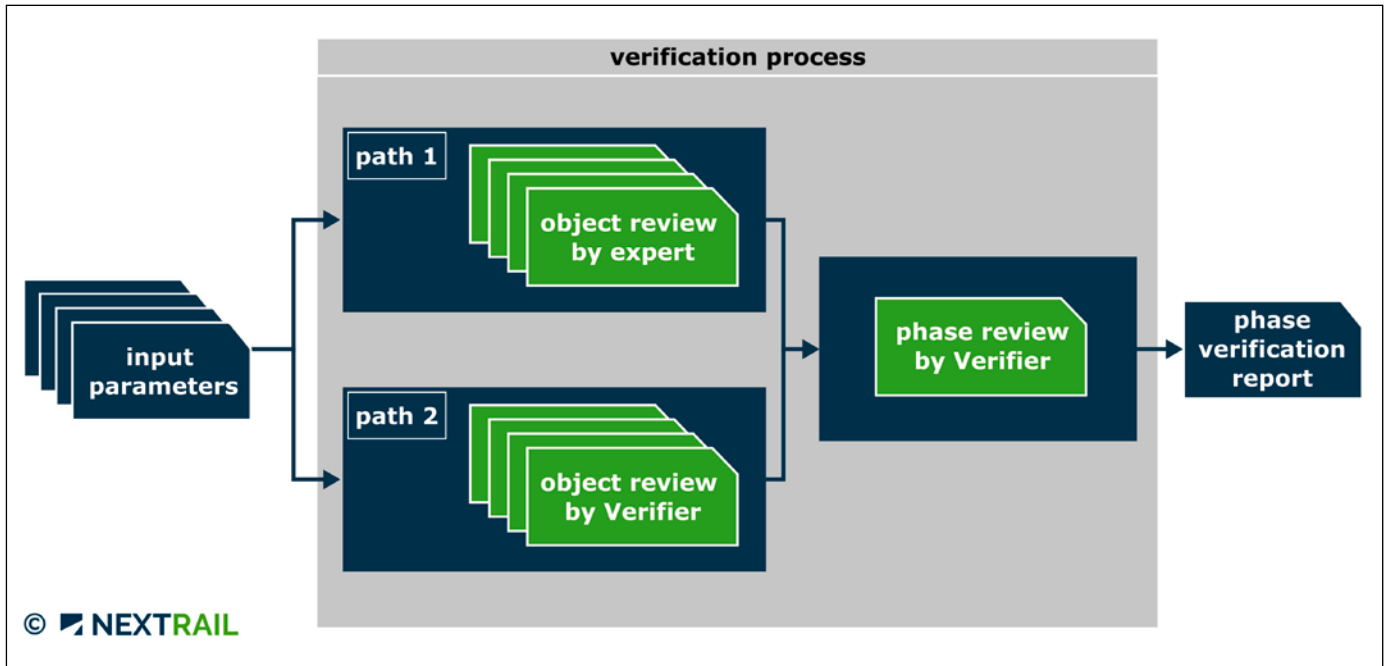 verification process
path 1
object review
by expert
input
parameters
path 2
object review
by Verifier
phase review
by Verifier
phase
verification
report
© NEXTRAIL